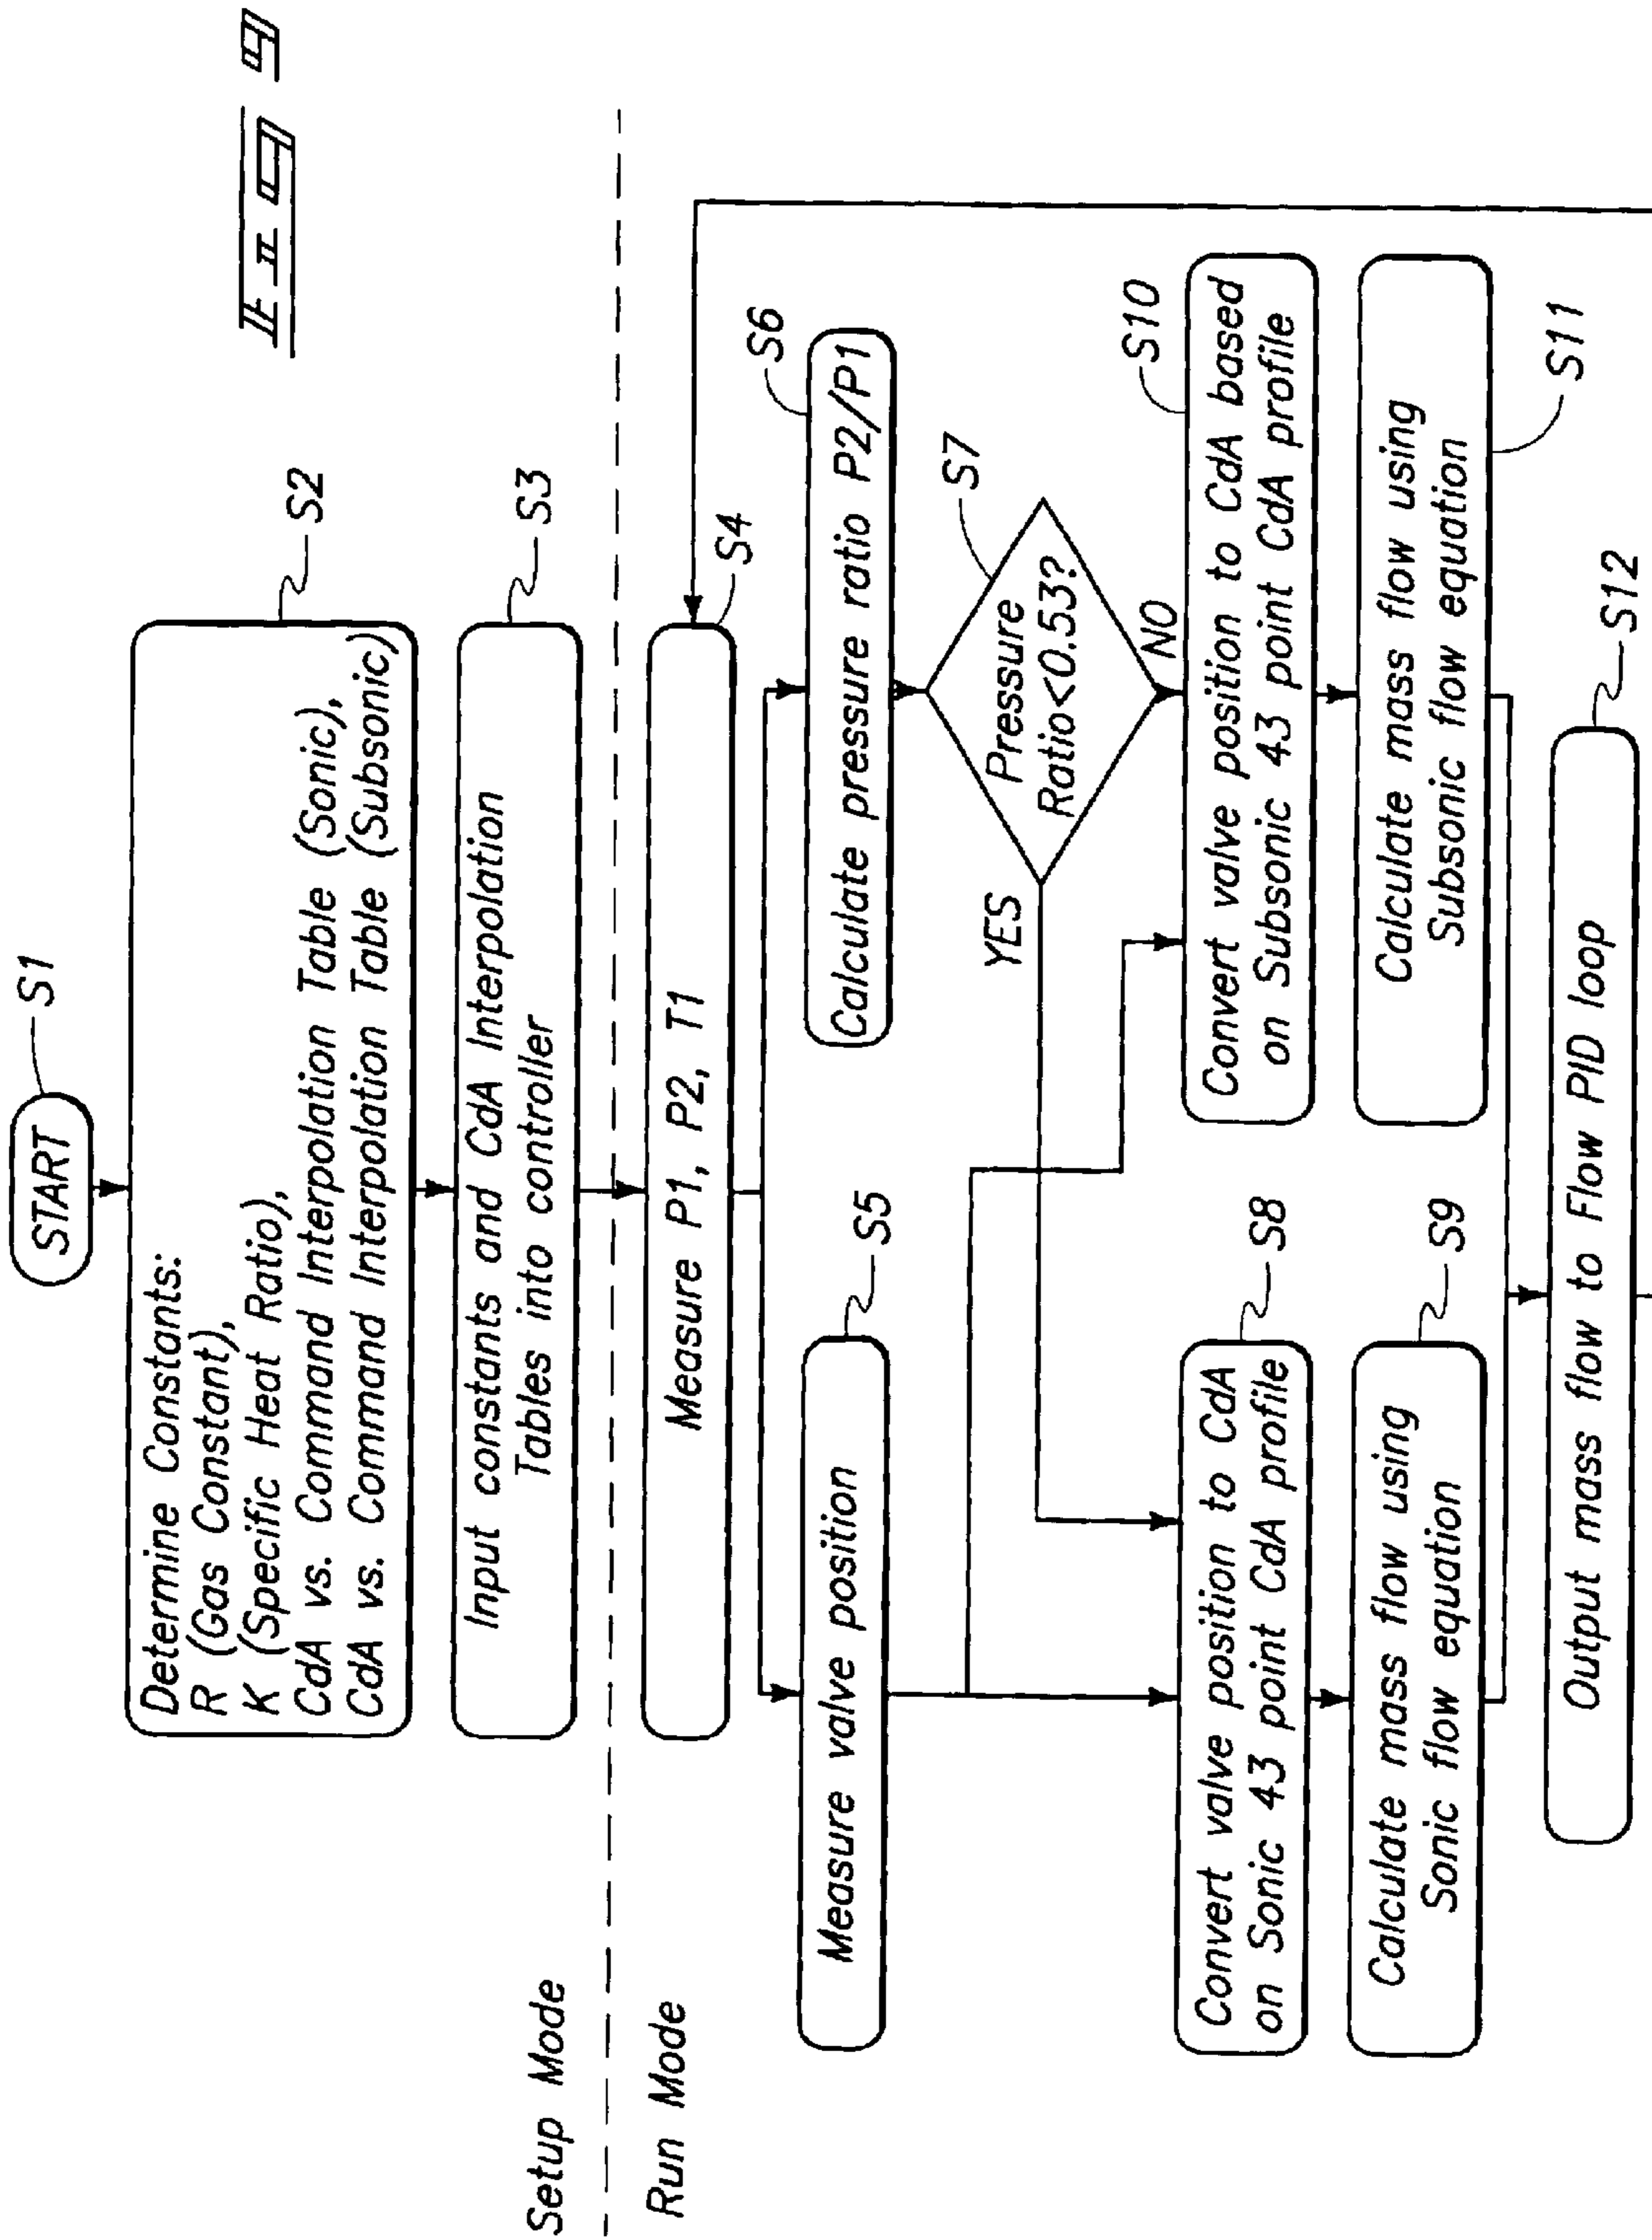 FIG 9
START
S1
Determine Constants:
R (Gas Constant),
K (Specific Heat Ratio),
CdA vs. Command Interpolation Table (Sonic),
CdA vs. Command Interpolation Table (Subsonic)
S2
Input constants and CdA Interpolation
Tables into controller
S3
Setup Mode
Run Mode
Measure P1, P2, T1
S4
Measure valve position
S5
Calculate pressure ratio P2/P1
S6
Pressure
Ratio<0.53?
S7
YES
NO
Convert valve position to CdA
on Sonic 43 point CdA profile
S8
Convert valve position to CdA based
on Subsonic 43 point CdA profile
S10
Calculate mass flow using
Sonic flow equation
S9
Calculate mass flow using
Subsonic flow equation
S11
Output mass flow to Flow PID loop
S12